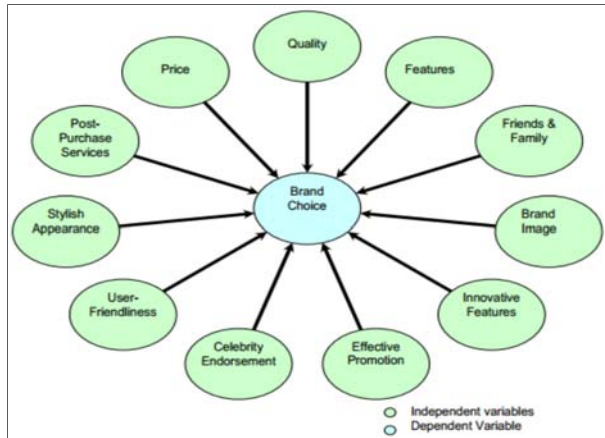 Quality
Price
Features
Post-
Purchase
Services
Friends &
Family
Brand
Choice
Stylish
Appearance
Brand
Image
User-
Friendliness
Innovative
Features
Celebrity
Endorsement
Effective
Promotion
Independent variables
Dependent Variable